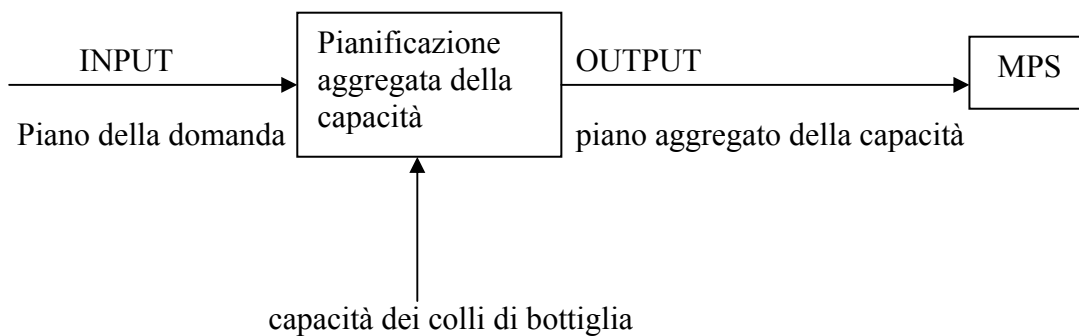 INPUT
Piano della domanda
Pianificazione
aggregata della
capacità
OUTPUT
piano aggregato della capacità
MPS
capacità dei colli di bottiglia